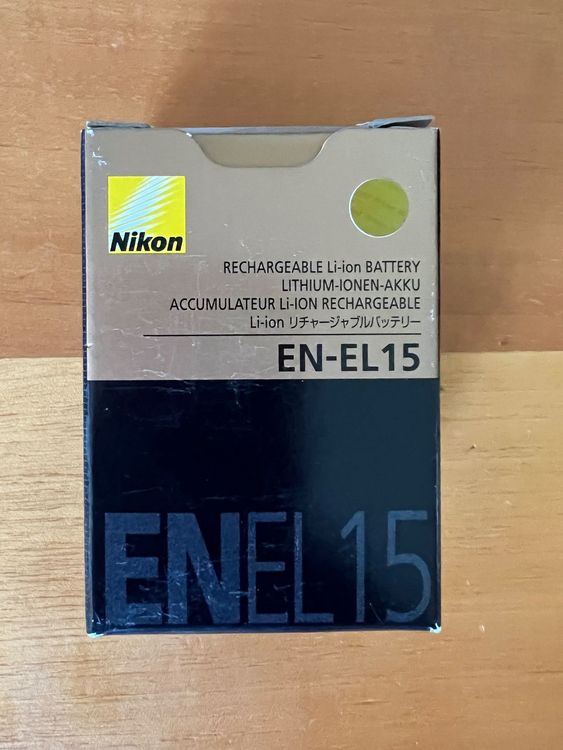 Nikon
RECHARGEABLE Li-ion BATTERY
LITHIUM-IONEN-AKKU
ACCUMULATEUR Li-ION RECHARGEABLE
Li-ion リチャージャブルバッテリー
EN-EL15
ENEL15